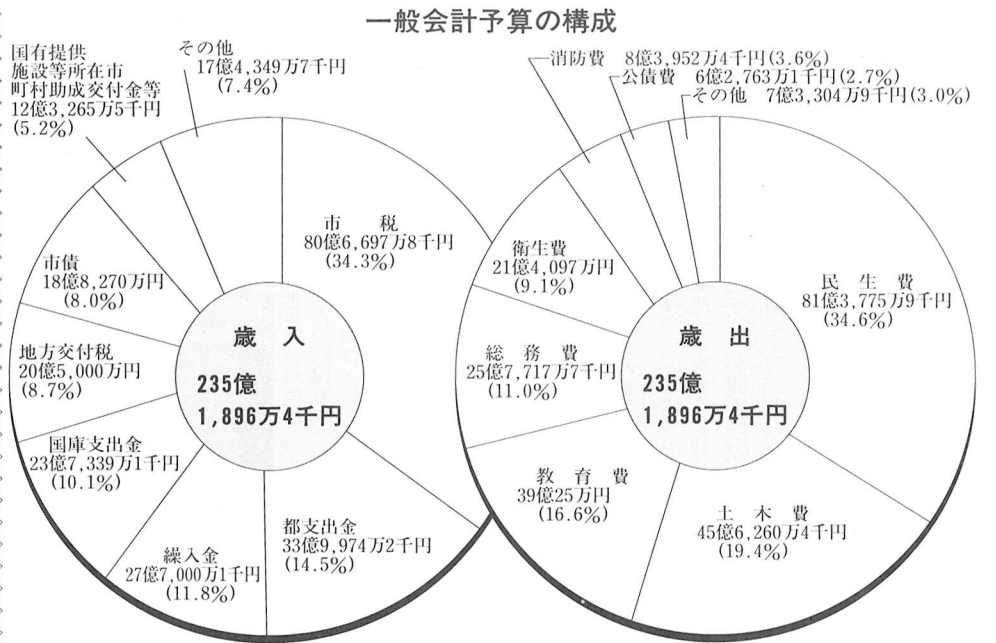 一般会計予算の構成
国有提供
施設等所在市
町村助成交付金等
12億3,265万5千円
(5.2%)
その他
17億4,349万7千円
(7.4%)
市税
80億6,697万8千円
(34.3%)
市債
18億8,270万円
(8.0%)
地方交付税
20億5,000万円
(8.7%)
国庫支出金
23億7,339万1千円
(10.1%)
繰入金
27億7,000万1千円
(11.8%)
都支出金
33億9,974万2千円
(14.5%)
歳入
235億
1,896万4千円
消防費 8億3,952万4千円(3.6%)
公債費 6億2,763万1千円(2.7%)
その他 7億3,304万9千円(3.0%)
民生費
81億3,775万9千円
(34.6%)
衛生費
21億4,097万円
(9.1%)
総務費
25億7,717万7千円
(11.0%)
教育費
39億25万円
(16.6%)
土木費
45億6,260万4千円
(19.4%)
歳出
235億
1,896万4千円